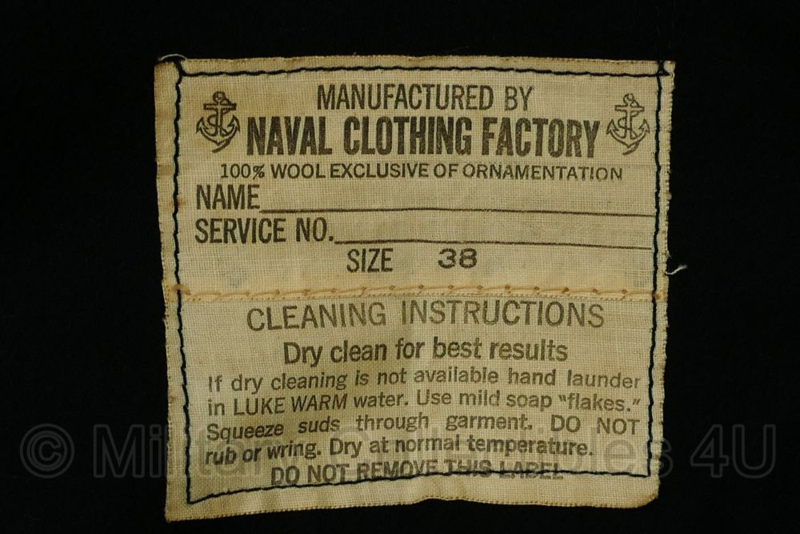 MANUFACTURED BY
NAVAL CLOTHING FACTORY
100% WOOL EXCLUSIVE OF ORNAMENTATION
NAME
SERVICE NO.
SIZE 38
CLEANING INSTRUCTIONS
Dry clean for best results
If dry cleaning is not available hand launder
in LUKE WARM water. Use mild soap "flakes."
Squeeze suds through garment. DO NOT
rub or wring. Dry at normal temperature.
DO NOT REMOVE THIS LABEL